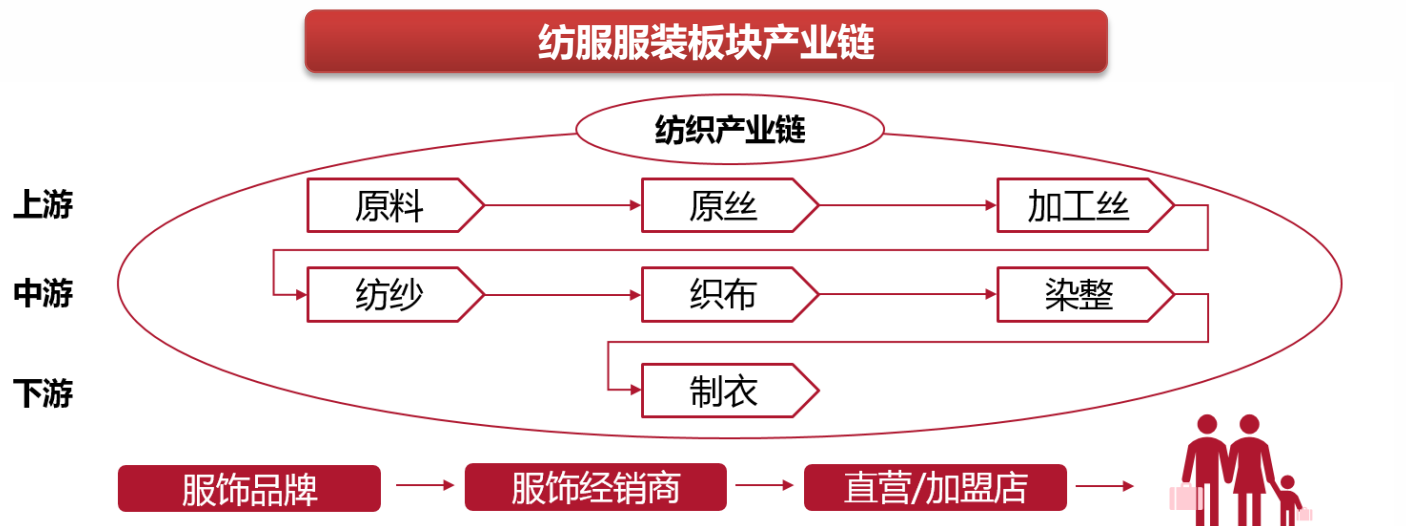 纺服服装板块产业链
纺织产业链
上游
原料
原丝
加工丝
中游
纺纱
织布
染整
下游
制衣
服饰品牌
服饰经销商
直营/加盟店